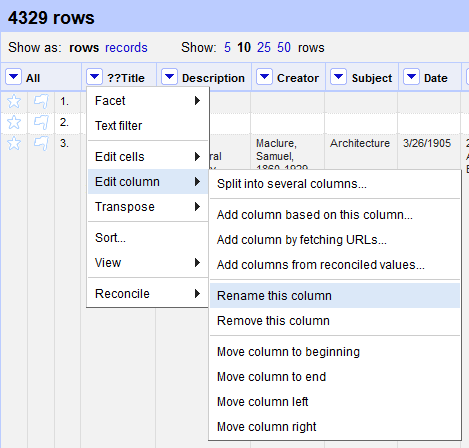 4329 rows
Show as: rows records Show: 5 10 25 50 rows
All ??Title Description Creator Subject Date
1.
2.
3. Maclure, Samuel, 1860-1929 Architecture 3/26/1905
Facet
Text filter
Edit cells
Edit column
Transpose
Sort...
View
Reconcile
Split into several columns...
Add column based on this column...
Add column by fetching URLs...
Add columns from reconciled values...
Rename this column
Remove this column
Move column to beginning
Move column to end
Move column left
Move column right